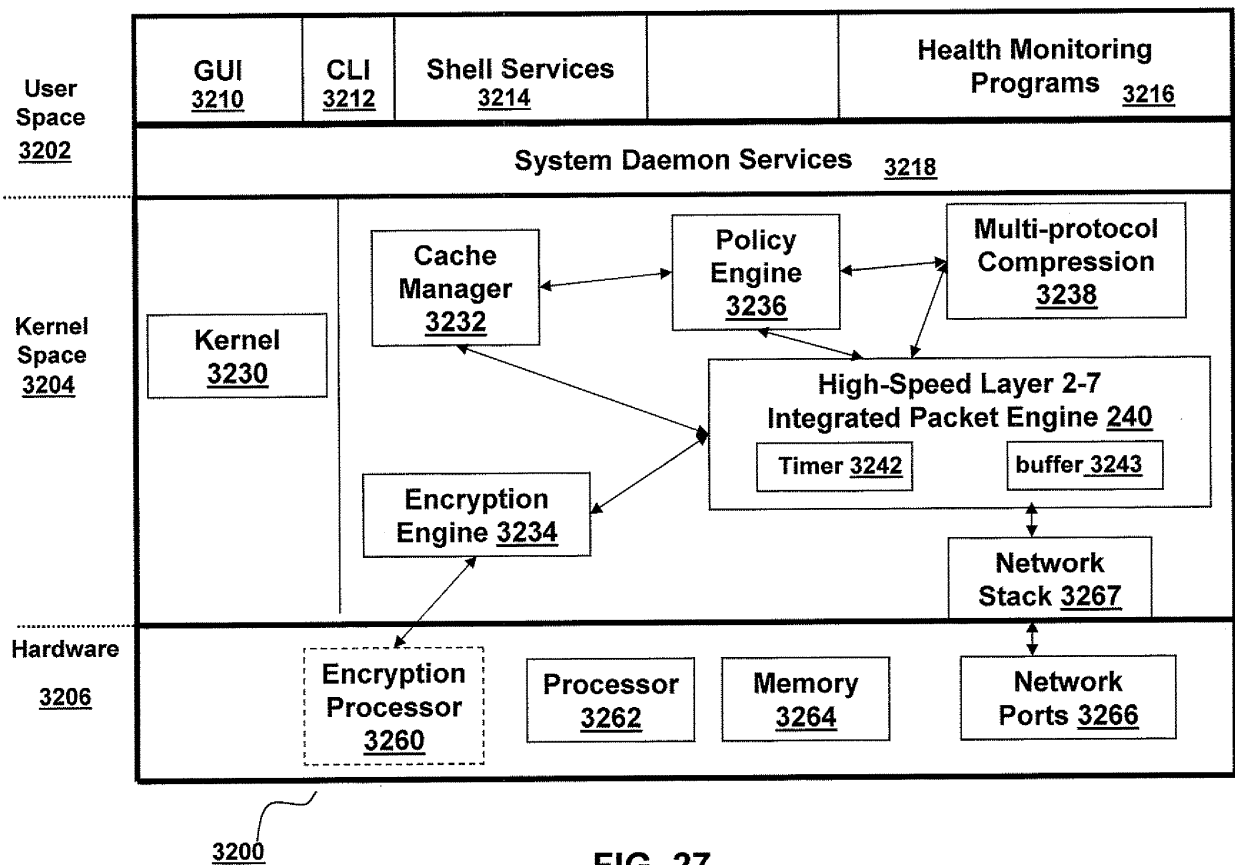 User
Space
3202
GUI
3210
CLI
3212
Shell Services
3214
Health Monitoring
Programs 3216
System Daemon Services 3218
Kernel
Space
3204
Kernel
3230
Cache
Manager
3232
Policy
Engine
3236
Multi-protocol
Compression
3238
High-Speed Layer 2-7
Integrated Packet Engine 240
Timer 3242
buffer 3243
Encryption
Engine 3234
Network
Stack 3267
Hardware
3206
Encryption
Processor
3260
Processor
3262
Memory
3264
Network
Ports 3266
3200
FIG. 27